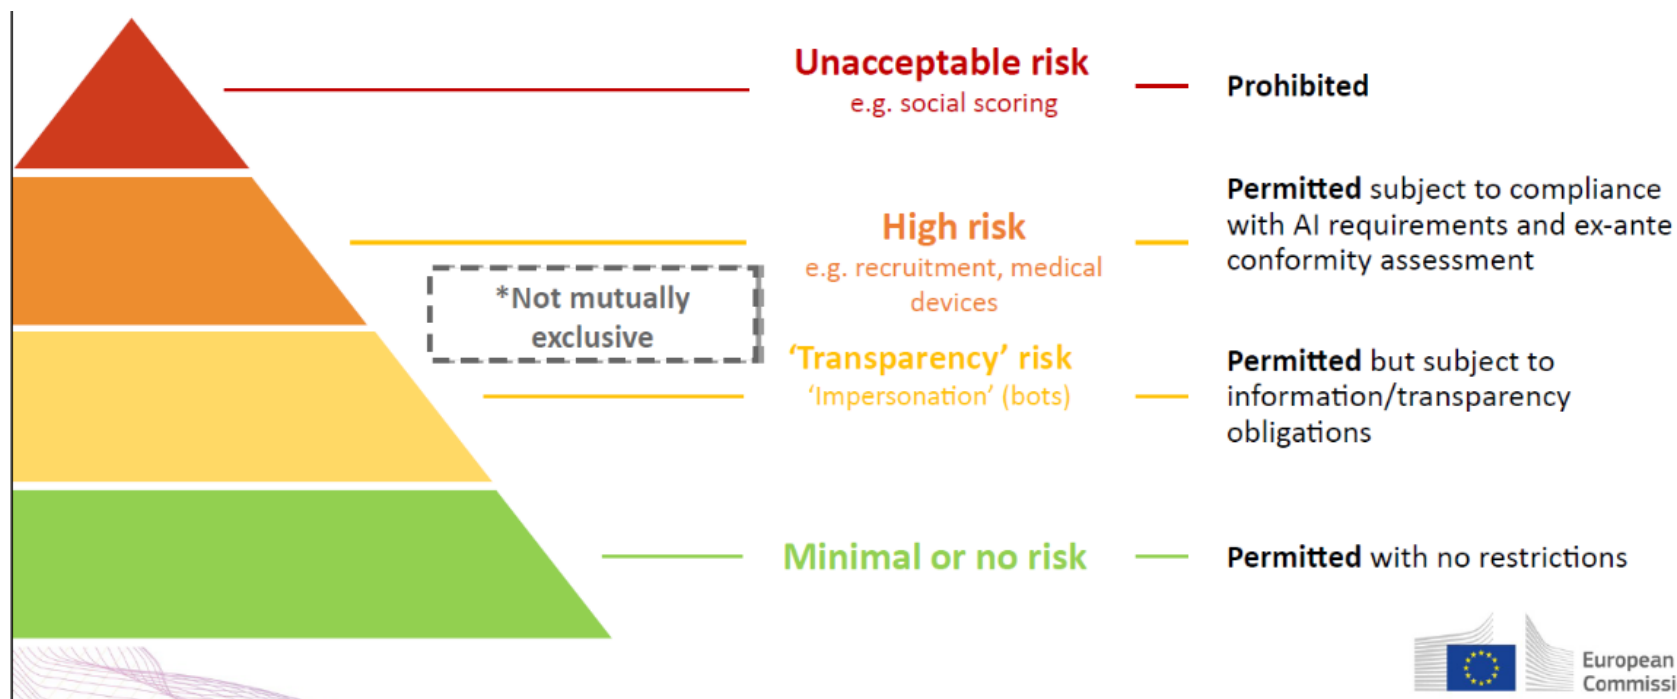 Unacceptable risk
e.g. social scoring
Prohibited
High risk
e.g. recruitment, medical
devices
Permitted subject to compliance
with AI requirements and ex-ante
conformity assessment
*Not mutually
exclusive
‘Transparency’ risk
‘Impersonation’ (bots)
Permitted but subject to
information/transparency
obligations
Minimal or no risk
Permitted with no restrictions
European
Commissi